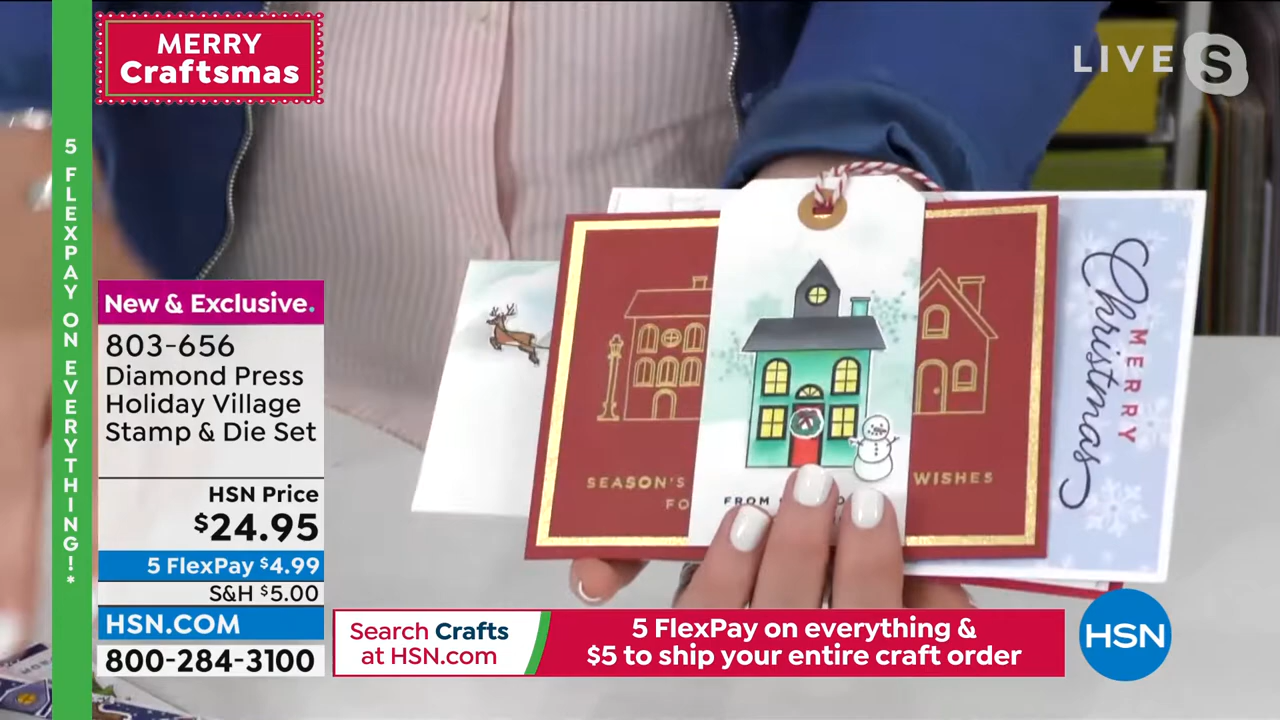 MERRY
Craftsmas
LIVE S
5 FLEXPAY ON EVERYTHING!*
New & Exclusive.
803-656
Diamond Press
Holiday Village
Stamp & Die Set
HSN Price
$24.95
5 FlexPay $4.99
S&H $5.00
HSN.COM
800-284-3100
SEASON'S
WISHES
FO
FROM
MERRY
Christmas
Search Crafts
at HSN.com
5 FlexPay on everything &
$5 to ship your entire craft order
HSN